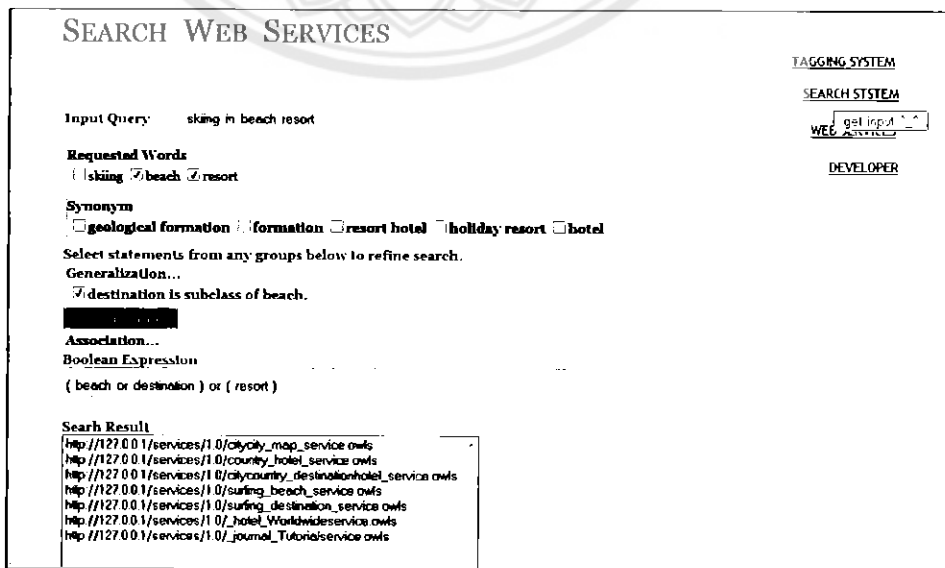 SEARCH WEB SERVICES
TAGGING SYSTEM
SEARCH STSTEM
get input ^_^
WEB
DEVELOPER
Input Query skiing in beach resort
Requested Words
skiing beach resort
Synonym
geological formation formation resort hotel holiday resort hotel
Select statements from any groups below to refine search.
Generalization...
destination is subclass of beach.
Association...
Boolean Expression
( beach or destination ) or ( resort )
Searh Result
http://127.0.0.1/services/1.0/citycity_map_service.owls
http://127.0.0.1/services/1.0/country_hotel_service.owls
http://127.0.0.1/services/1.0/citycountry_destinationhotel_service.owls
http://127.0.0.1/services/1.0/surfing_beach_service.owls
http://127.0.0.1/services/1.0/surfing_destination_service.owls
http://127.0.0.1/services/1.0/_hotel_Worldwideservice.owls
http://127.0.0.1/services/1.0/_journal_Tutorialservice.owls